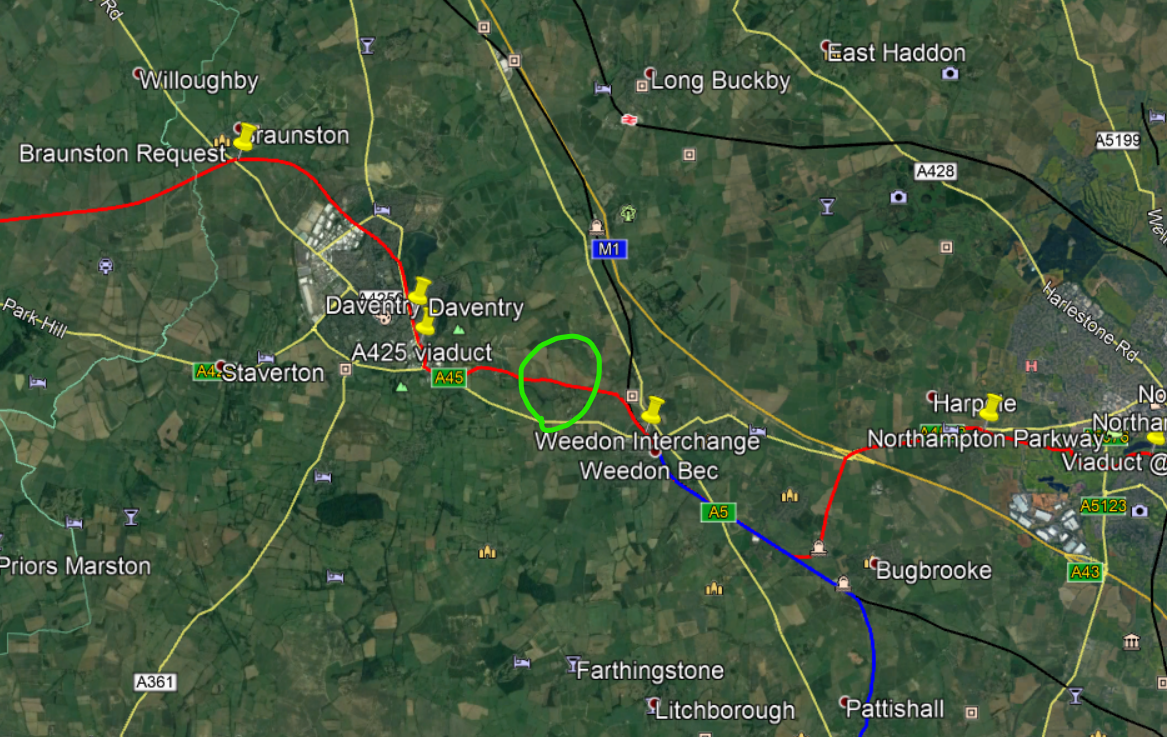 Rd
Willoughby
Long Buckby
East Haddon
Braunston
Braunston Request
A5199
A428
M1
Daventry
Daventry
Harlestone Rd
Park Hill
A425 viaduct
Staverton
A45
Northampton Parkway
Viaduct @
Weedon Interchange
Weedon Bec
A5
A5123
Priors Marston
Bugbrooke
A43
H
Farthingstone
A361
Litchborough
Pattishall